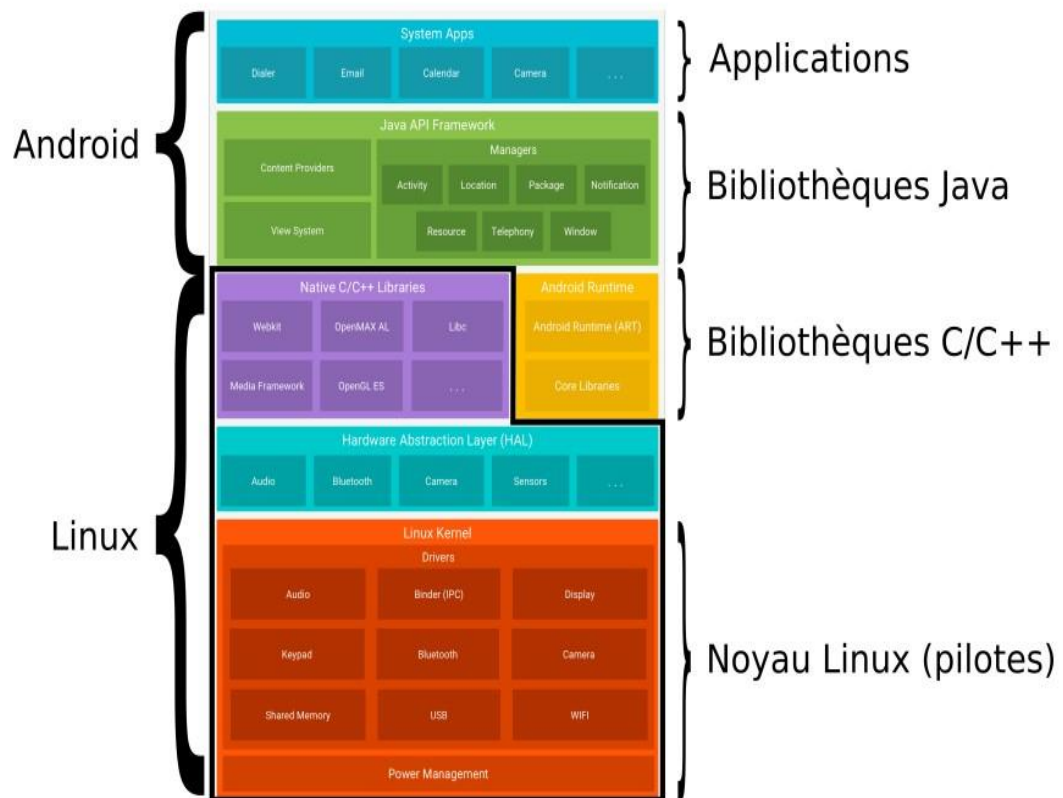 System Apps
Dialer Email Calendar Camera . . .
Applications
Android
Java API Framework
Content Providers
View System
Managers
Activity Location Package Notification
Resource Telephony Window
Bibliothèques Java
Native C/C++ Libraries
Webkit OpenMAX AL Libc
Media Framework OpenGL ES . . .
Android Runtime
Android Runtime (ART)
Core Libraries
Bibliothèques C/C++
Linux
Hardware Abstraction Layer (HAL)
Audio Bluetooth Camera Sensors . . .
Linux Kernel
Drivers
Audio Binder (IPC) Display
Keypad Bluetooth Camera
Shared Memory USB WIFI
Power Management
Noyau Linux (pilotes)